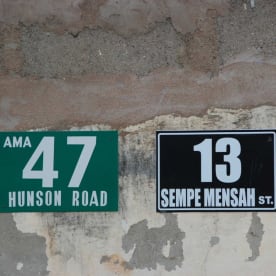 AMA
47
HUNSON ROAD
13
SEMPE MENSAH ST.